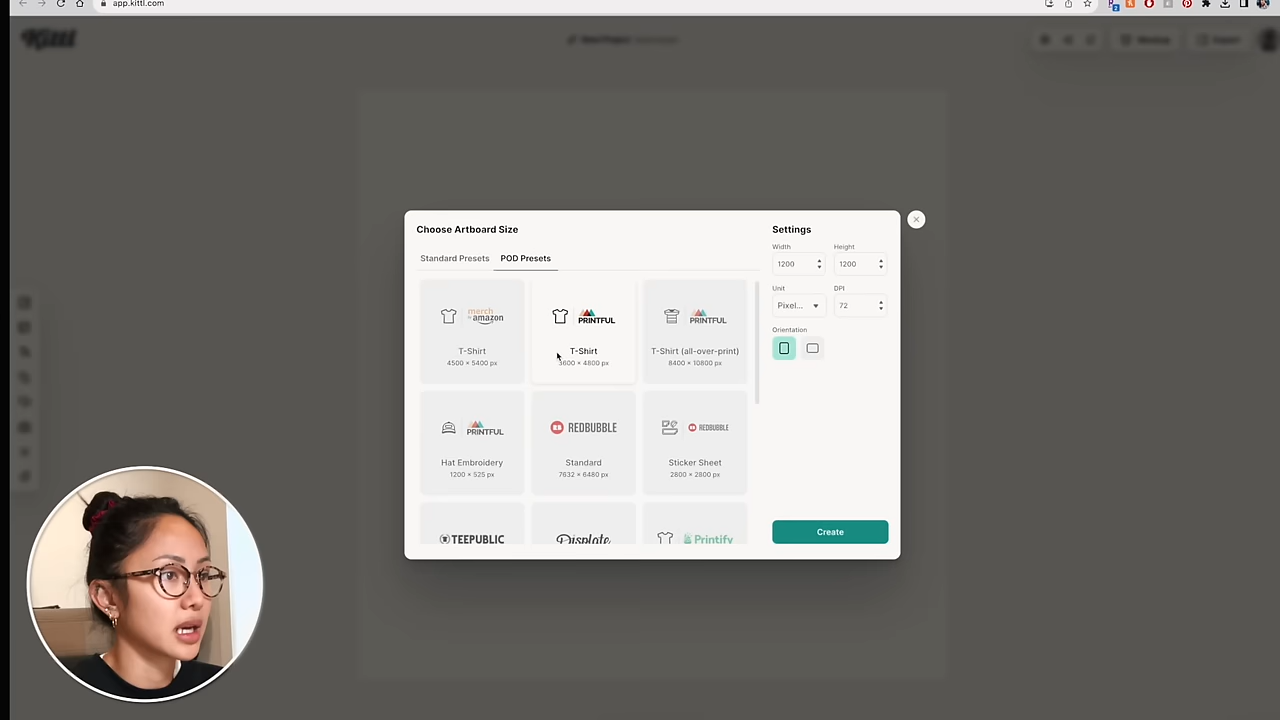 app.kittl.com
Kittl
Choose Artboard Size
Standard Presets
POD Presets
merch by amazon
T-Shirt
4500 × 5400 px
PRINTFUL
T-Shirt
3600 × 4800 px
PRINTFUL
T-Shirt (all-over-print)
8400 × 10800 px
PRINTFUL
Hat Embroidery
1200 × 525 px
REDBUBBLE
Standard
7632 × 6480 px
REDBUBBLE
Sticker Sheet
2800 × 2800 px
TEEPUBLIC
Displate
Printify
Settings
Width
Height
1200
1200
Unit
DPI
Pixel...
72
Orientation
Create